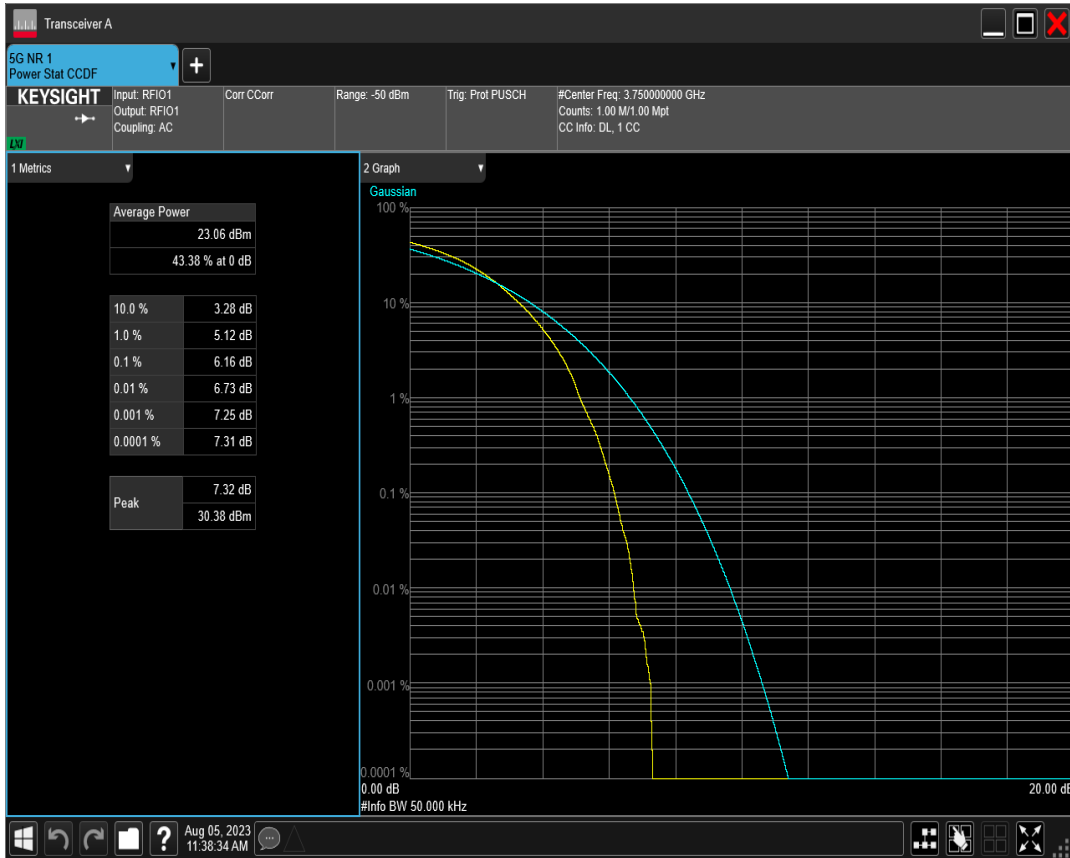 Transceiver A
5G NR 1
Power Stat CCDF
+
KEYSIGHT
LXI
Input: RFIO1
Output: RFIO1
Coupling: AC
Corr CCorr
Range: -50 dBm
Trig: Prot PUSCH
#Center Freq: 3.750000000 GHz
Counts: 1.00 M/1.00 Mpt
CC Info: DL, 1 CC
1 Metrics
Average Power
23.06 dBm
43.38 % at 0 dB
10.0 % 3.28 dB
1.0 % 5.12 dB
0.1 % 6.16 dB
0.01 % 6.73 dB
0.001 % 7.25 dB
0.0001 % 7.31 dB
Peak
7.32 dB
30.38 dBm
2 Graph
Gaussian
100 %
10 %
1 %
0.1 %
0.01 %
0.001 %
0.0001 %
0.00 dB
20.00 dB
#Info BW 50.000 kHz
?
Aug 05, 2023
11:38:34 AM